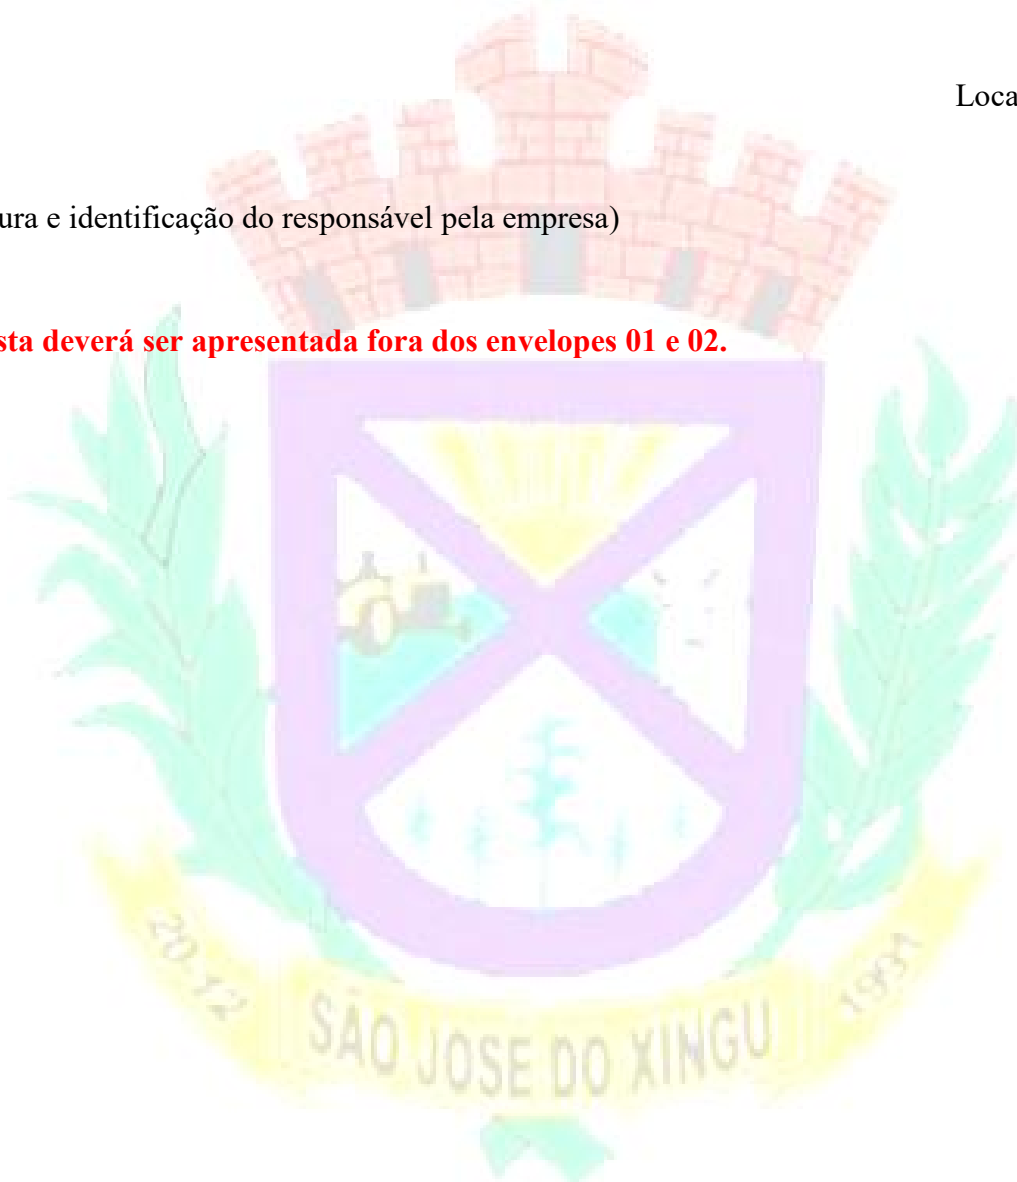 Loca
ura e identificação do responsável pela empresa)
sta deverá ser apresentada fora dos envelopes 01 e 02.
20-12
SÃO JOSE DO XINGU
1991